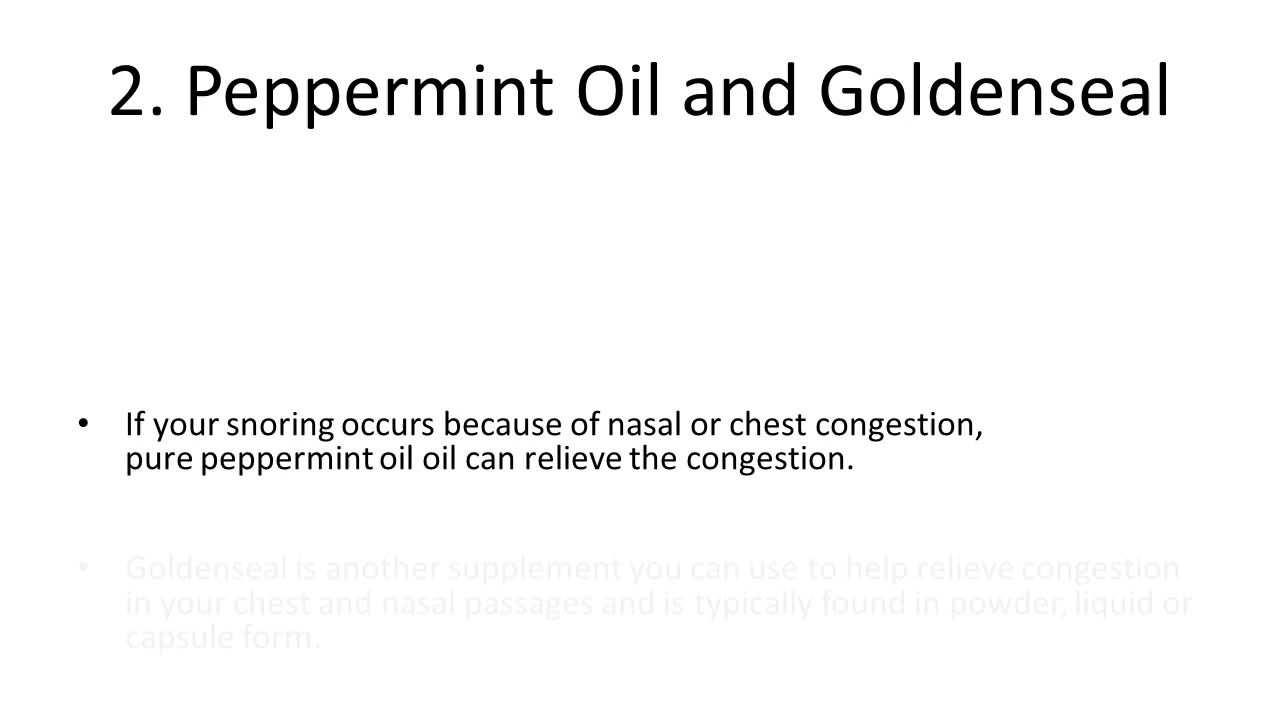 2. Peppermint Oil and Goldenseal
• If your snoring occurs because of nasal or chest congestion,
pure peppermint oil oil can relieve the congestion.
• Goldenseal is another supplement you can use to help relieve congestion
in your chest and nasal passages and is typically found in powder, liquid or
capsule form.